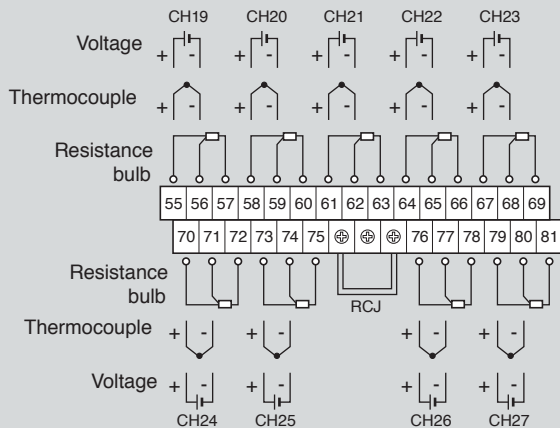 CH19 CH20 CH21 CH22 CH23
Voltage + - + - + - + - + -
Thermocouple + - + - + - + - + -
Resistance
bulb
55 56 57 58 59 60 61 62 63 64 65 66 67 68 69
70 71 72 73 74 75 76 77 78 79 80 81
Resistance
bulb
RCJ
Thermocouple + - + - + - + -
Voltage + - + - + - + -
CH24 CH25 CH26 CH27